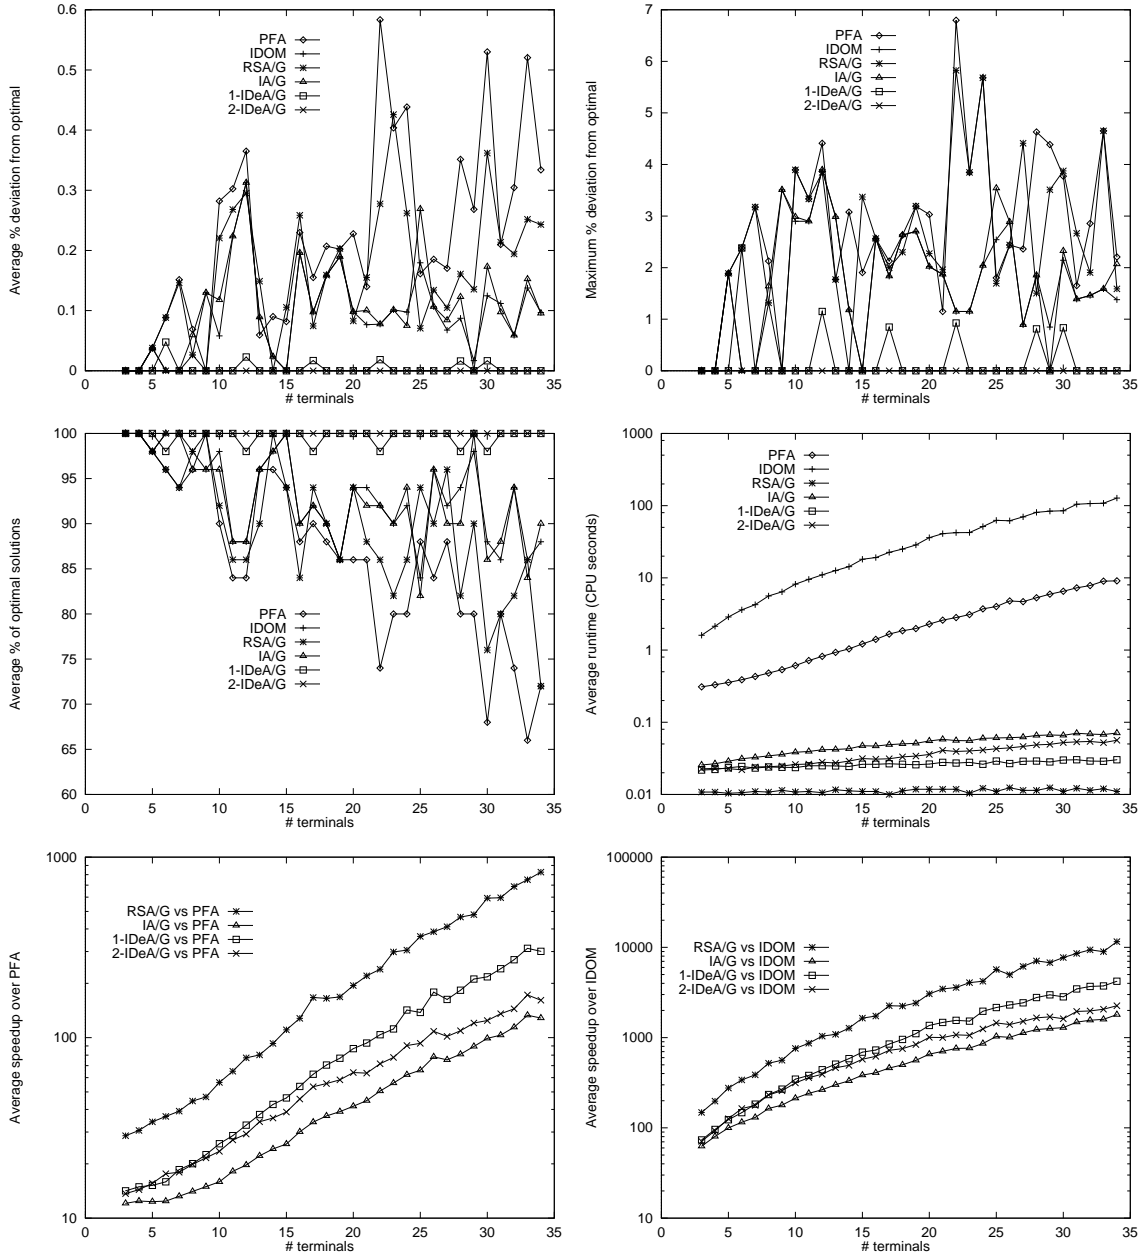 Average % deviation from optimal
0.6
0.5
0.4
0.3
0.2
0.1
0
PFA
IDOM
RSA/G
IA/G
1-IDeA/G
2-IDeA/G
0 5 10 15 20 25 30 35
# terminals
Maximum % deviation from optimal
7
6
5
4
3
2
1
0
PFA
IDOM
RSA/G
IA/G
1-IDeA/G
2-IDeA/G
0 5 10 15 20 25 30 35
# terminals
Average % of optimal solutions
100
95
90
85
80
75
70
65
60
PFA
IDOM
RSA/G
IA/G
1-IDeA/G
2-IDeA/G
0 5 10 15 20 25 30 35
# terminals
Average runtime (CPU seconds)
1000
100
10
1
0.1
0.01
PFA
IDOM
RSA/G
IA/G
1-IDeA/G
2-IDeA/G
0 5 10 15 20 25 30 35
# terminals
Average speedup over PFA
1000
100
10
RSA/G vs PFA
IA/G vs PFA
1-IDeA/G vs PFA
2-IDeA/G vs PFA
0 5 10 15 20 25 30 35
# terminals
Average speedup over IDOM
100000
10000
1000
100
10
RSA/G vs IDOM
IA/G vs IDOM
1-IDeA/G vs IDOM
2-IDeA/G vs IDOM
0 5 10 15 20 25 30 35
# terminals